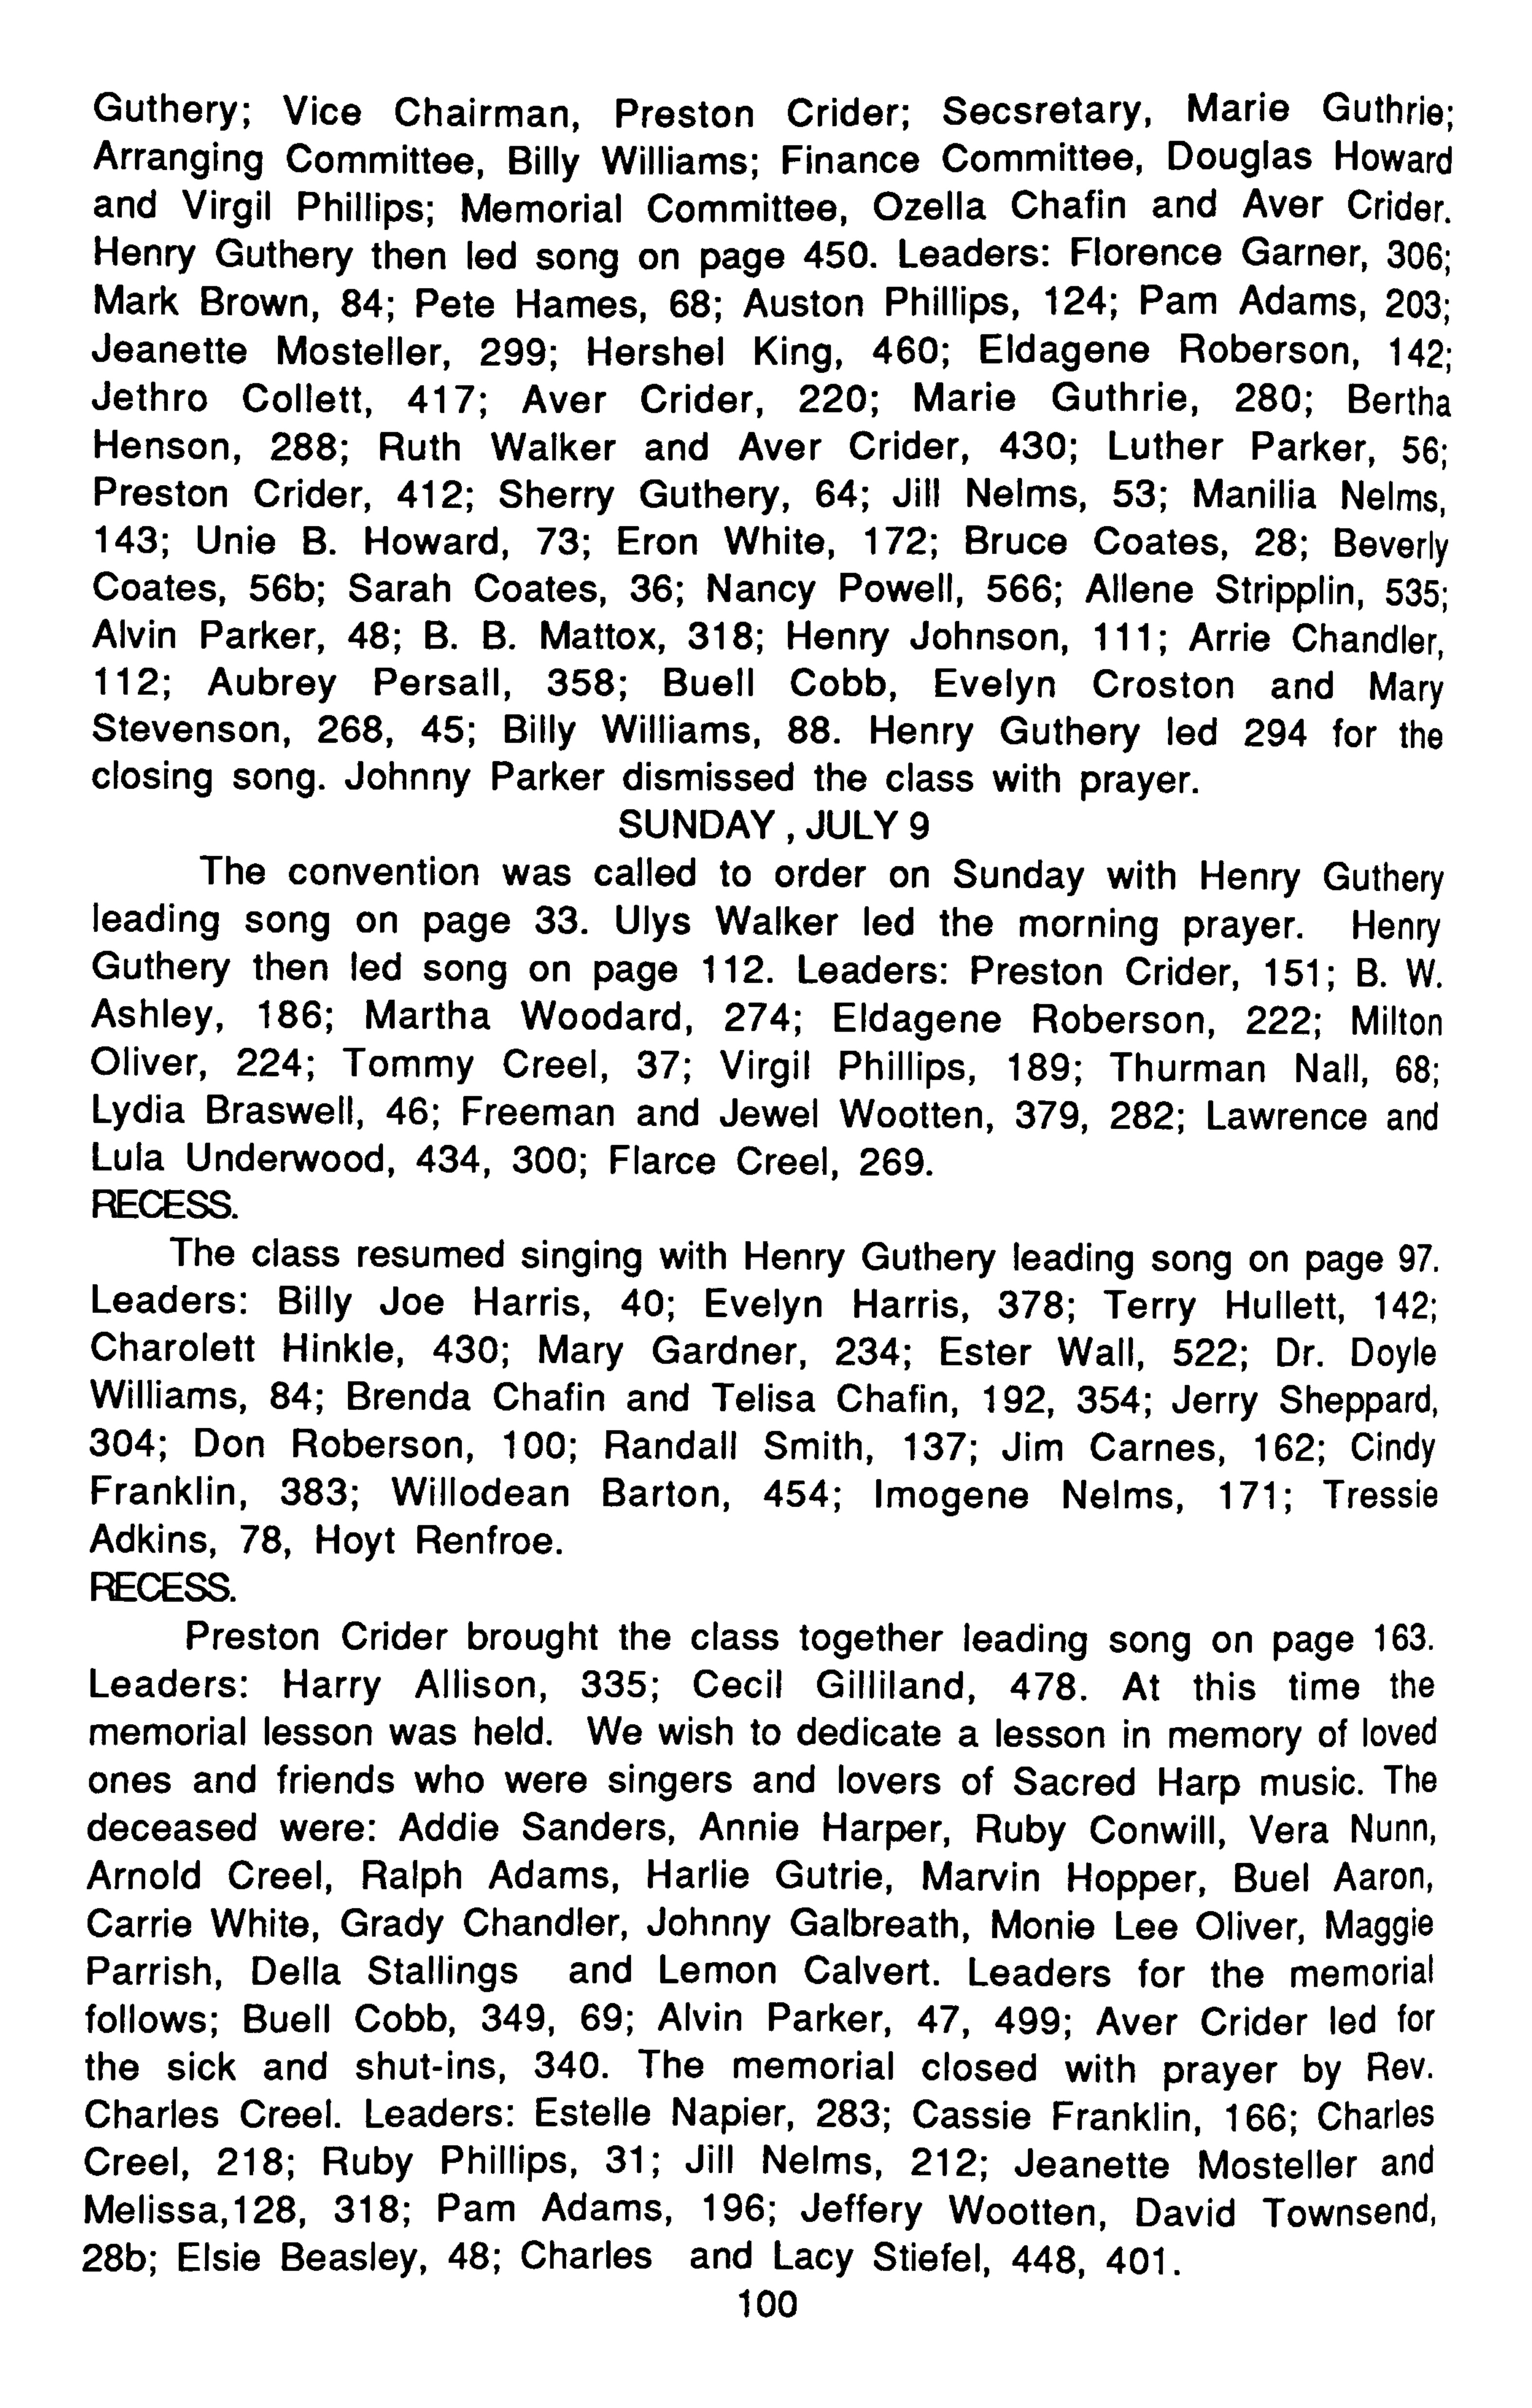 Guthery; Vice Chairman, Preston Crider; Secsretary, Marie Guthrie;
Arranging Committee, Billy Williams; Finance Committee, Douglas Howard
and Virgil Phillips; Memorial Committee, Ozella Chafin and Aver Crider.
Henry Guthery then led song on page 450. Leaders: Florence Garner, 306;
Mark Brown, 84; Pete Hames, 68; Auston Phillips, 124; Pam Adams, 203;
Jeanette Mosteller, 299; Hershel King, 460; Eldagene Roberson, 142;
Jethro Collett, 417; Aver Crider, 220; Marie Guthrie, 280; Bertha
Henson, 288; Ruth Walker and Aver Crider, 430; Luther Parker, 56;
Preston Crider, 412; Sherry Guthery, 64; Jill Nelms, 53; Manilia Nelms,
143; Unie B. Howard, 73; Eron White, 172; Bruce Coates, 28; Beverly
Coates, 56b; Sarah Coates, 36; Nancy Powell, 566; Allene Stripplin, 535;
Alvin Parker, 48; B. B. Mattox, 318; Henry Johnson, 111; Arrie Chandler,
112; Aubrey Persall, 358; Buell Cobb, Evelyn Croston and Mary
Stevenson, 268, 45; Billy Williams, 88. Henry Guthery led 294 for the
closing song. Johnny Parker dismissed the class with prayer.
SUNDAY , JULY 9
The convention was called to order on Sunday with Henry Guthery
leading song on page 33. Ulys Walker led the morning prayer. Henry
Guthery then led song on page 112. Leaders: Preston Crider, 151; B. W.
Ashley, 186; Martha Woodard, 274; Eldagene Roberson, 222; Milton
Oliver, 224; Tommy Creel, 37; Virgil Phillips, 189; Thurman Nall, 68;
Lydia Braswell, 46; Freeman and Jewel Wootten, 379, 282; Lawrence and
Lula Underwood, 434, 300; Flarce Creel, 269.
RECESS.
The class resumed singing with Henry Guthery leading song on page 97.
Leaders: Billy Joe Harris, 40; Evelyn Harris, 378; Terry Hullett, 142;
Charolett Hinkle, 430; Mary Gardner, 234; Ester Wall, 522; Dr. Doyle
Williams, 84; Brenda Chafin and Telisa Chafin, 192, 354; Jerry Sheppard,
304; Don Roberson, 100; Randall Smith, 137; Jim Carnes, 162; Cindy
Franklin, 383; Willodean Barton, 454; Imogene Nelms, 171; Tressie
Adkins, 78, Hoyt Renfroe.
RECESS.
Preston Crider brought the class together leading song on page 163.
Leaders: Harry Allison, 335; Cecil Gilliland, 478. At this time the
memorial lesson was held. We wish to dedicate a lesson in memory of loved
ones and friends who were singers and lovers of Sacred Harp music. The
deceased were: Addie Sanders, Annie Harper, Ruby Conwill, Vera Nunn,
Arnold Creel, Ralph Adams, Harlie Gutrie, Marvin Hopper, Buel Aaron,
Carrie White, Grady Chandler, Johnny Galbreath, Monie Lee Oliver, Maggie
Parrish, Della Stallings and Lemon Calvert. Leaders for the memorial
follows; Buell Cobb, 349, 69; Alvin Parker, 47, 499; Aver Crider led for
the sick and shut-ins, 340. The memorial closed with prayer by Rev.
Charles Creel. Leaders: Estelle Napier, 283; Cassie Franklin, 166; Charles
Creel, 218; Ruby Phillips, 31; Jill Nelms, 212; Jeanette Mosteller and
Melissa,128, 318; Pam Adams, 196; Jeffery Wootten, David Townsend,
28b; Elsie Beasley, 48; Charles and Lacy Stiefel, 448, 401.
100